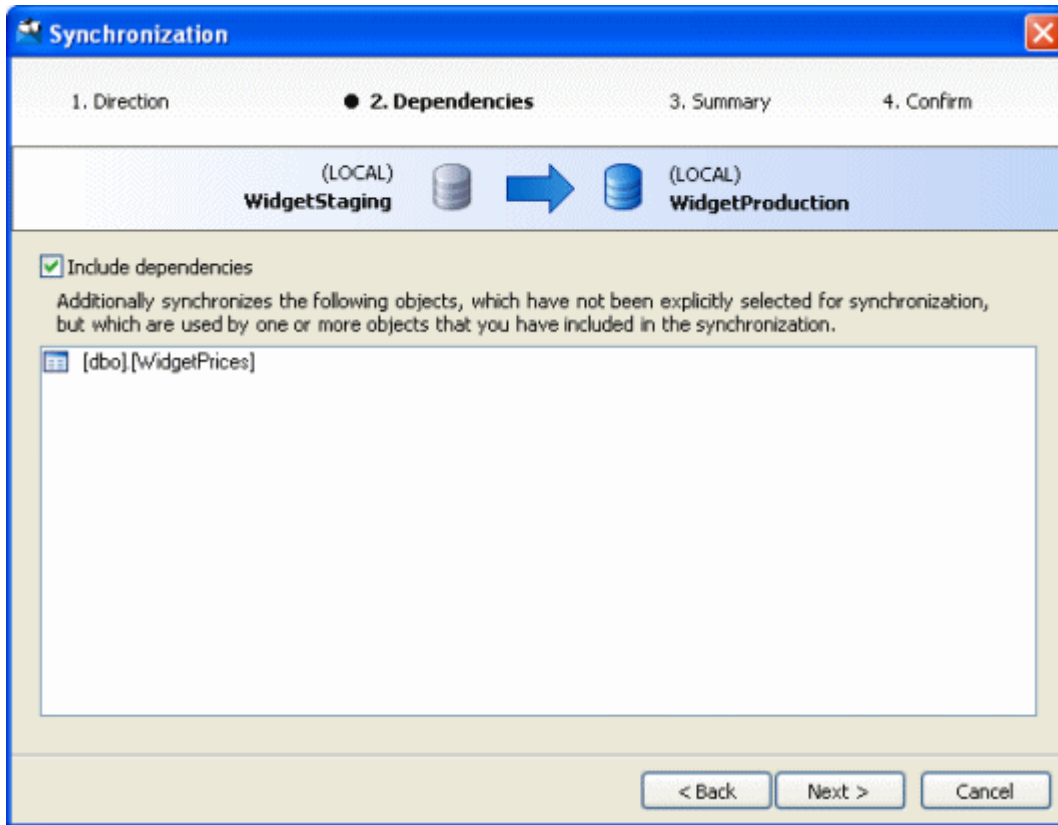 Synchronization
1. Direction
● 2. Dependencies
3. Summary
4. Confirm
(LOCAL)
WidgetStaging
(LOCAL)
WidgetProduction
Include dependencies
Additionally synchronizes the following objects, which have not been explicitly selected for synchronization,
but which are used by one or more objects that you have included in the synchronization.
[dbo].[WidgetPrices]
< Back
Next >
Cancel